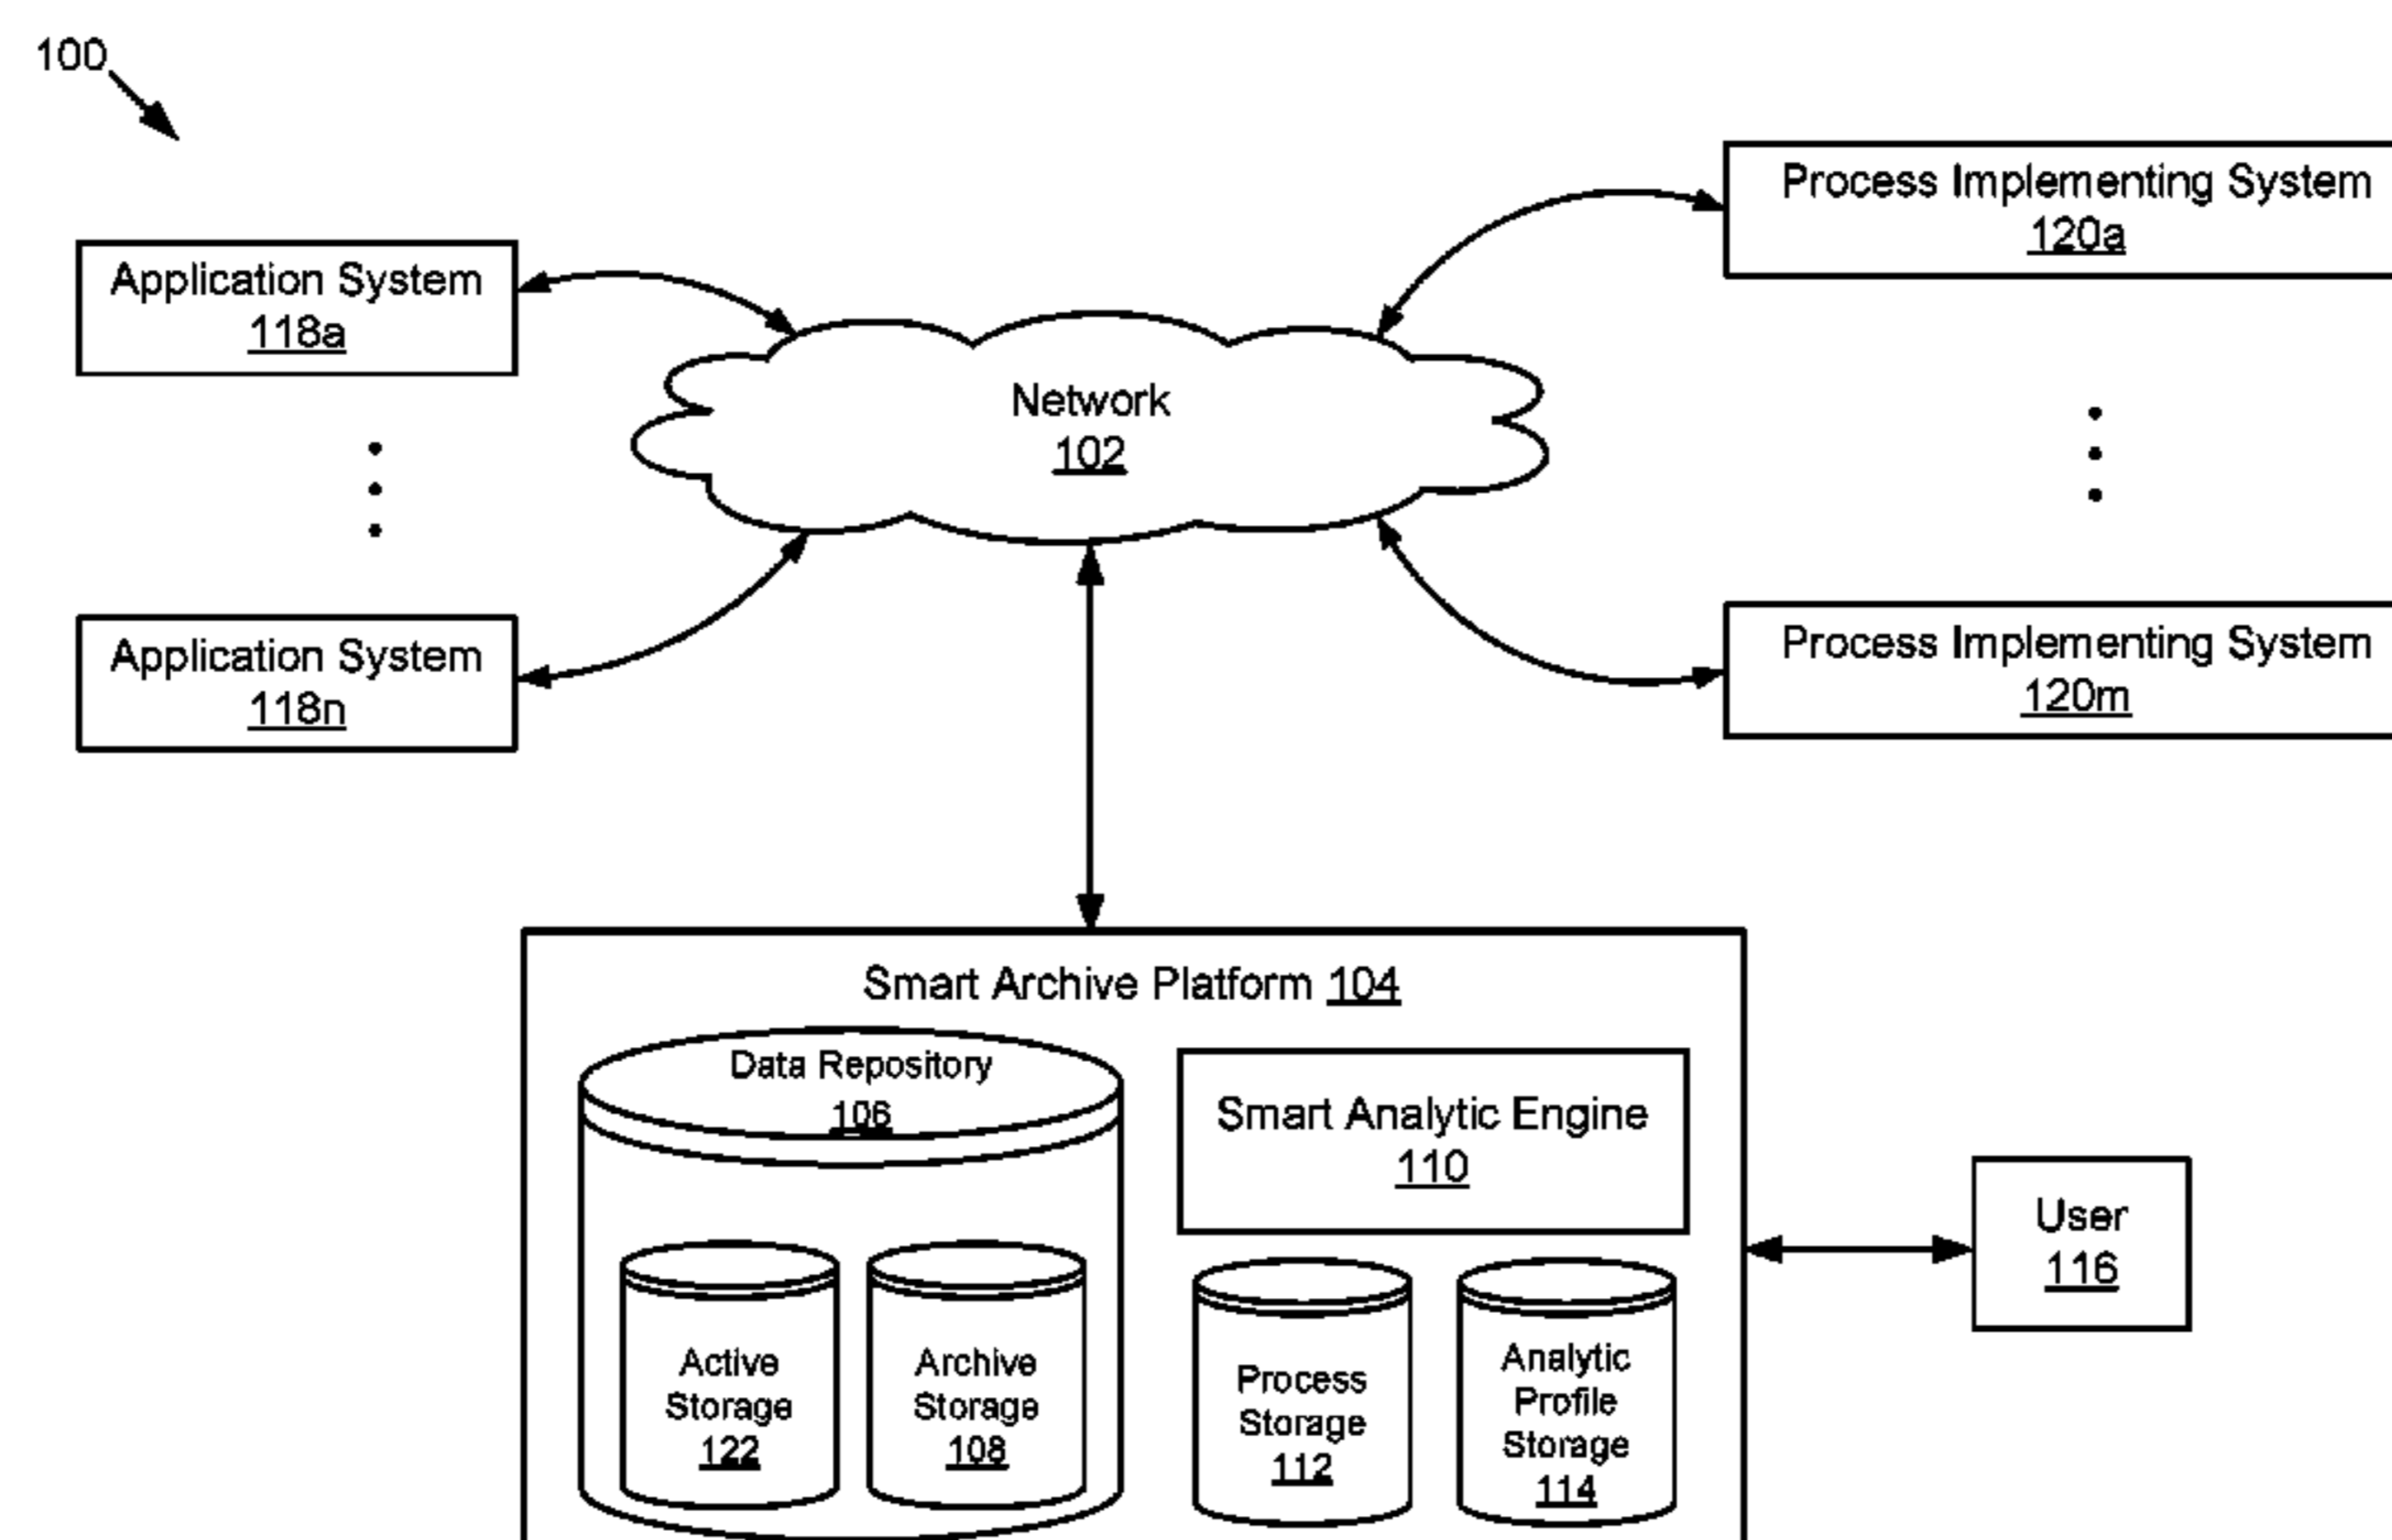 100
Process Implementing System
120a
Application System
118a
Network
102
Application System
118n
Process Implementing System
120m
Smart Archive Platform 104
Data Repository
106
Smart Analytic Engine
110
User
116
Active
Storage
122
Archive
Storage
108
Process
Storage
112
Analytic
Profile
Storage
114